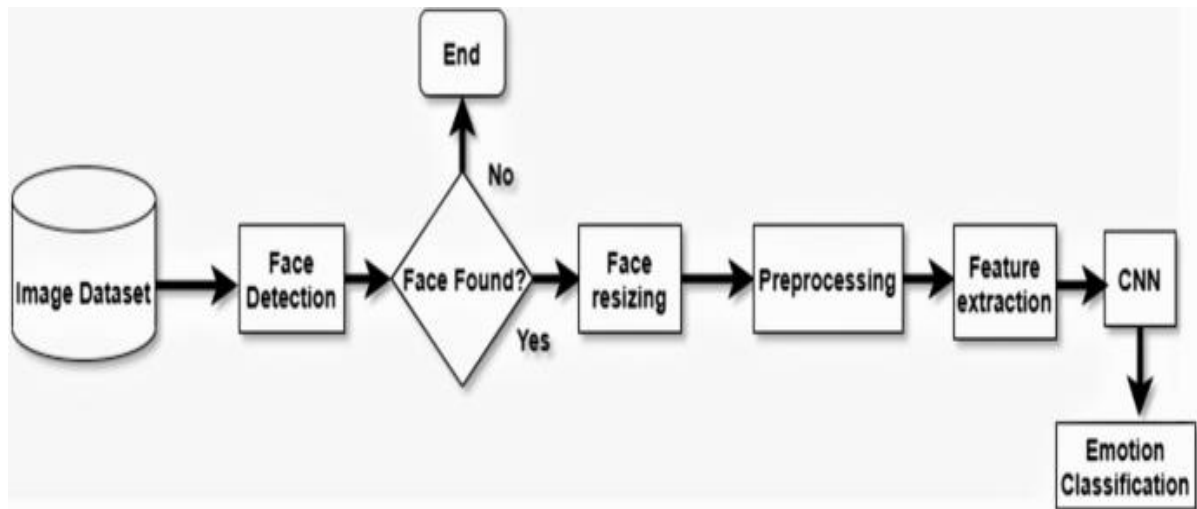 End
No
Image Dataset
Face
Detection
Face Found?
Yes
Face
resizing
Preprocessing
Feature
extraction
CNN
Emotion
Classification